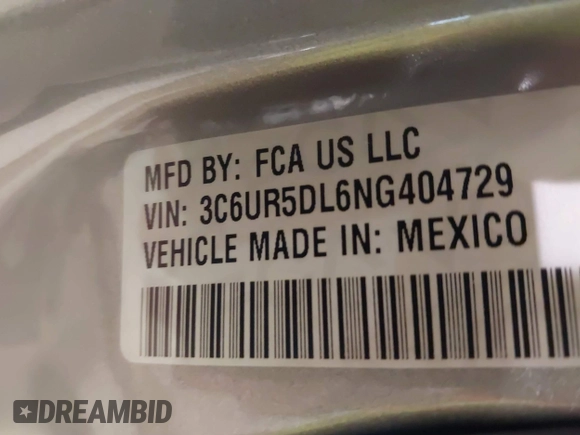 MFD BY: FCA US LLC
VIN: 3C6UR5DL6NG404729
VEHICLE MADE IN: MEXICO
DREAMBID